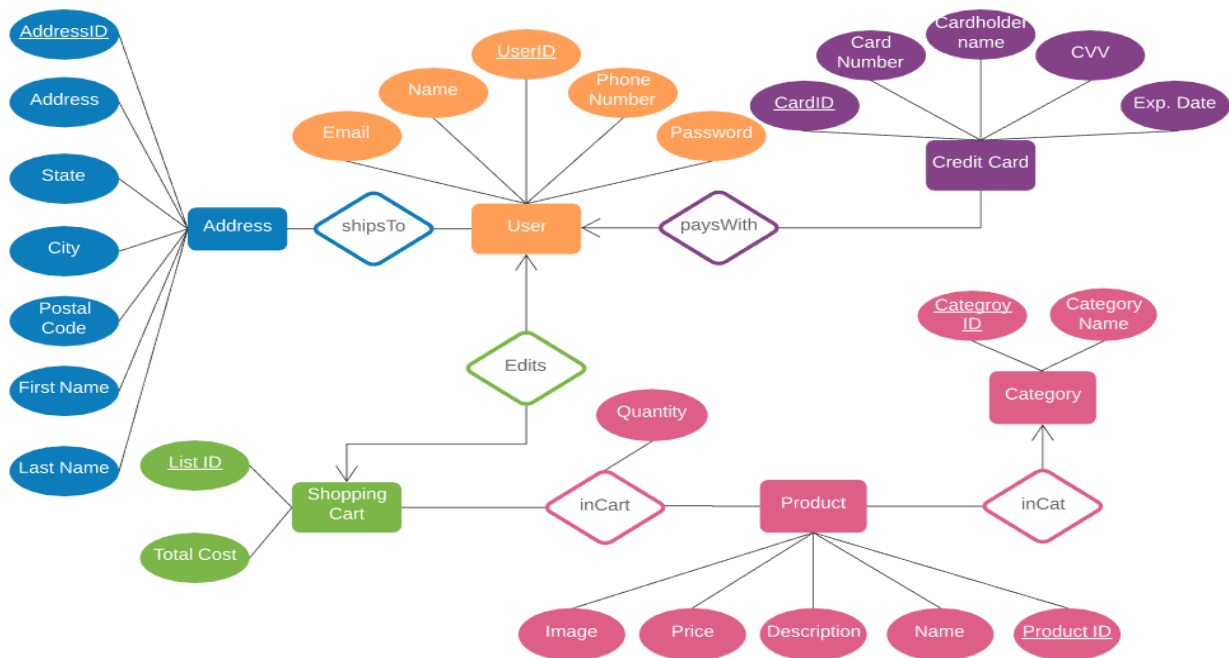 AddressID
Address
State
City
Postal
Code
First Name
Last Name
Address
shipsTo
Email
Name
UserID
Phone
Number
Password
User
paysWith
CardID
Card
Number
Cardholder
name
CVV
Exp. Date
Credit Card
Edits
List ID
Total Cost
Shopping
Cart
Quantity
inCart
Product
inCat
Categroy
ID
Category
Name
Category
Image
Price
Description
Name
Product ID